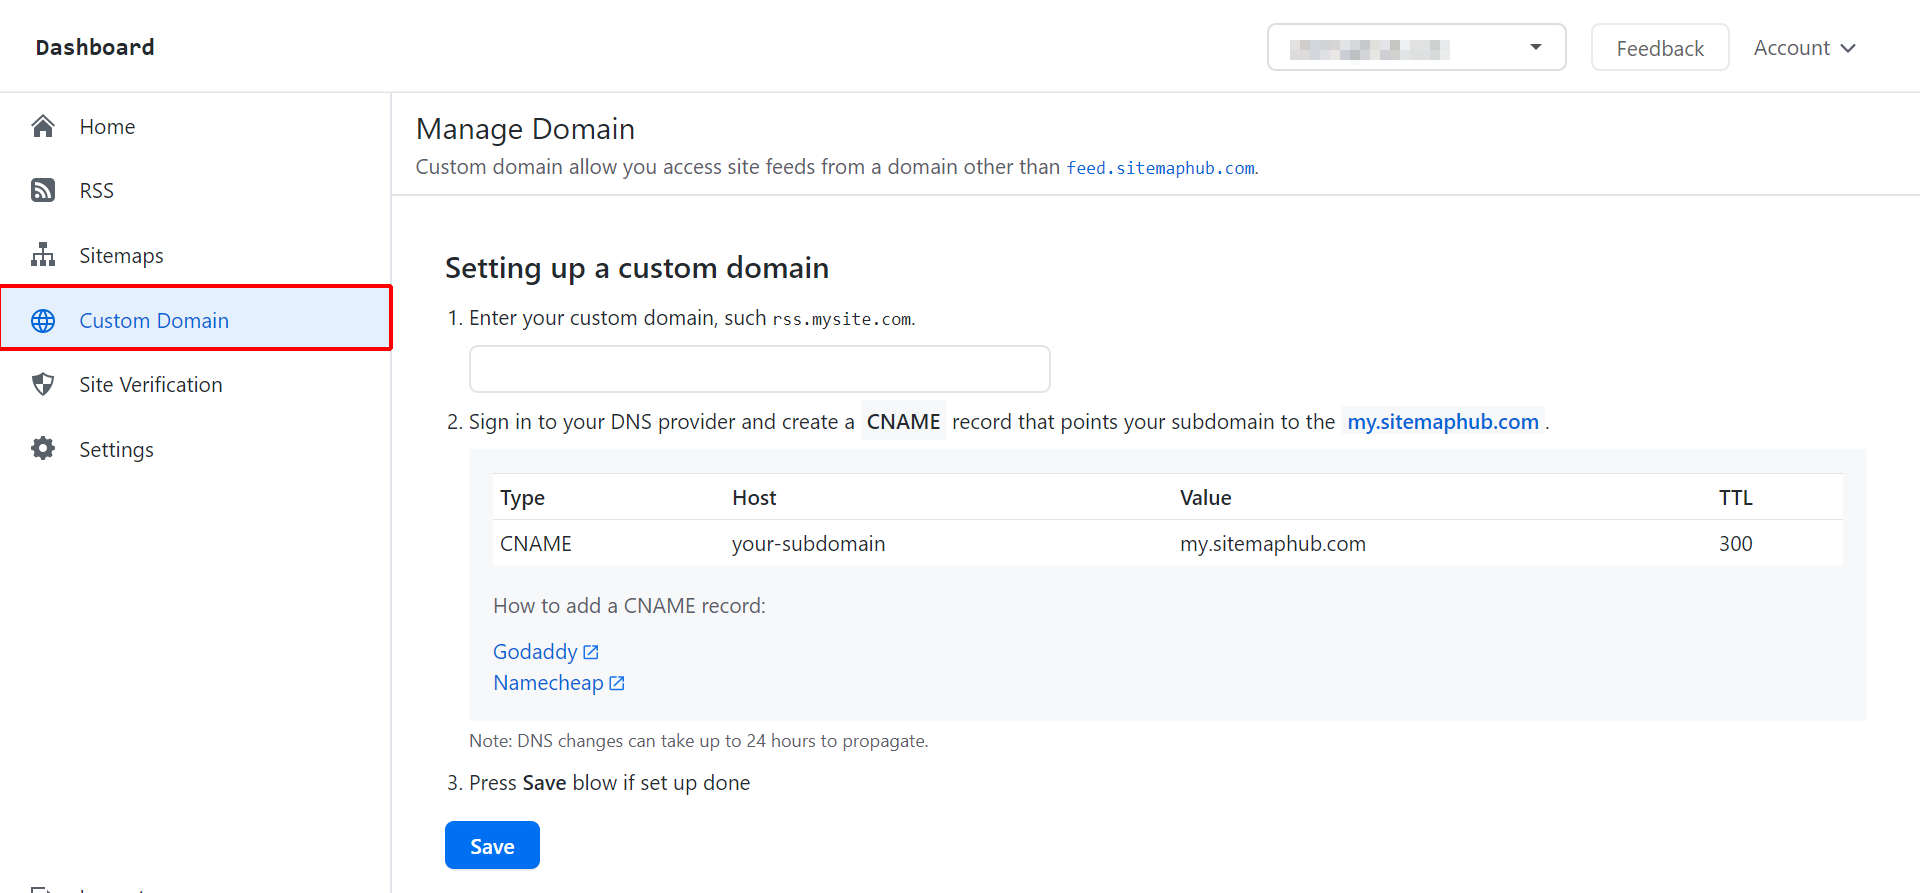 Dashboard
Feedback
Account
Home
RSS
Sitemaps
Custom Domain
Site Verification
Settings
Manage Domain
Custom domain allow you access site feeds from a domain other than feed.sitemaphub.com.
Setting up a custom domain
1. Enter your custom domain, such rss.mysite.com.
2. Sign in to your DNS provider and create a CNAME record that points your subdomain to the my.sitemaphub.com .
Type Host Value TTL
CNAME your-subdomain my.sitemaphub.com 300
How to add a CNAME record:
Godaddy
Namecheap
Note: DNS changes can take up to 24 hours to propagate.
3. Press Save blow if set up done
Save